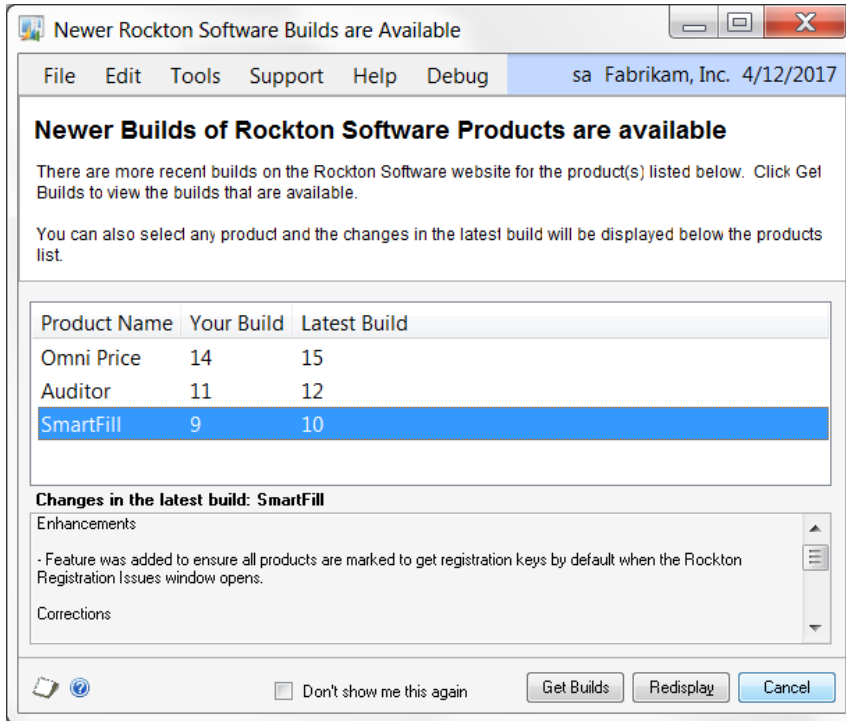 Newer Rockton Software Builds are Available
File Edit Tools Support Help Debug sa Fabrikam, Inc. 4/12/2017
Newer Builds of Rockton Software Products are available
There are more recent builds on the Rockton Software website for the product(s) listed below. Click Get
Builds to view the builds that are available.
You can also select any product and the changes in the latest build will be displayed below the products
list.
Product Name Your Build Latest Build
Omni Price 14 15
Auditor 11 12
SmartFill 9 10
Changes in the latest build: SmartFill
Enhancements
- Feature was added to ensure all products are marked to get registration keys by default when the Rockton
Registration Issues window opens.
Corrections
Don't show me this again Get Builds Redisplay Cancel